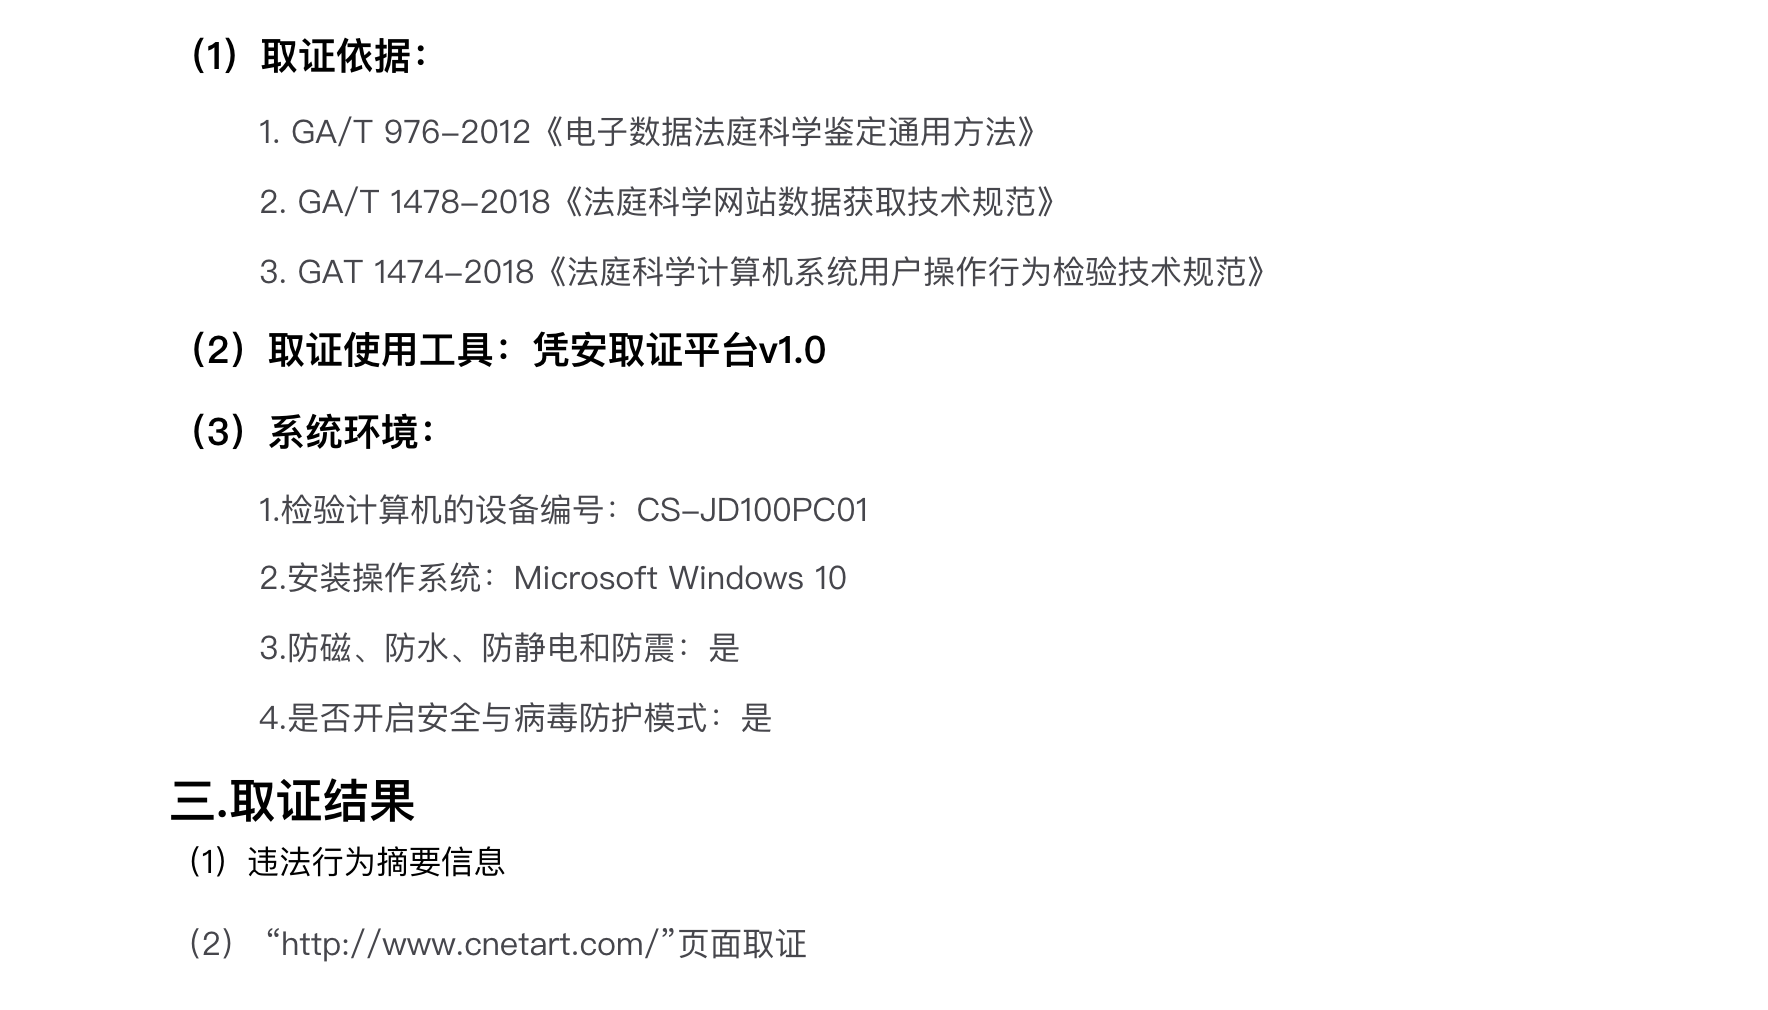 （1）取证依据：
1. GA/T 976-2012《电子数据法庭科学鉴定通用方法》
2. GA/T 1478-2018《法庭科学网站数据获取技术规范》
3. GAT 1474-2018《法庭科学计算机系统用户操作行为检验技术规范》
（2）取证使用工具：凭安取证平台v1.0
（3）系统环境：
1.检验计算机的设备编号：CS-JD100PC01
2.安装操作系统：Microsoft Windows 10
3.防磁、防水、防静电和防震：是
4.是否开启安全与病毒防护模式：是
三.取证结果
（1）违法行为摘要信息
（2） “http://www.cnetart.com/”页面取证